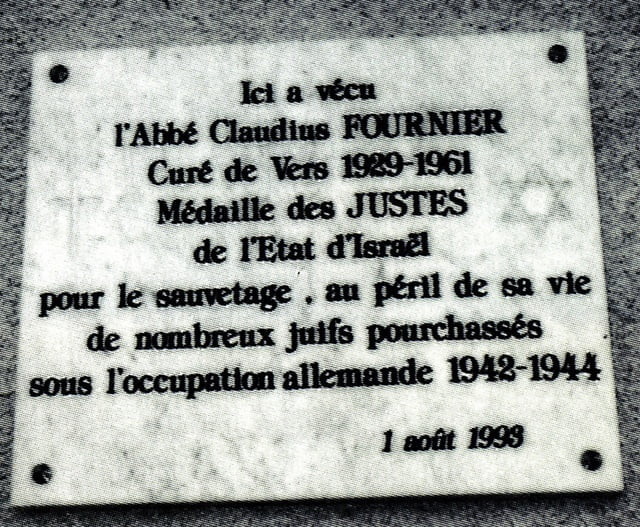 Ici a vécu
l'Abbé Claudius FOURNIER
Curé de Vers 1929-1961
Médaille des JUSTES
de l'Etat d'Israël
pour le sauvetage , au péril de sa vie
de nombreux juifs pourchassés
sous l'occupation allemande 1942-1944
1 août 1993